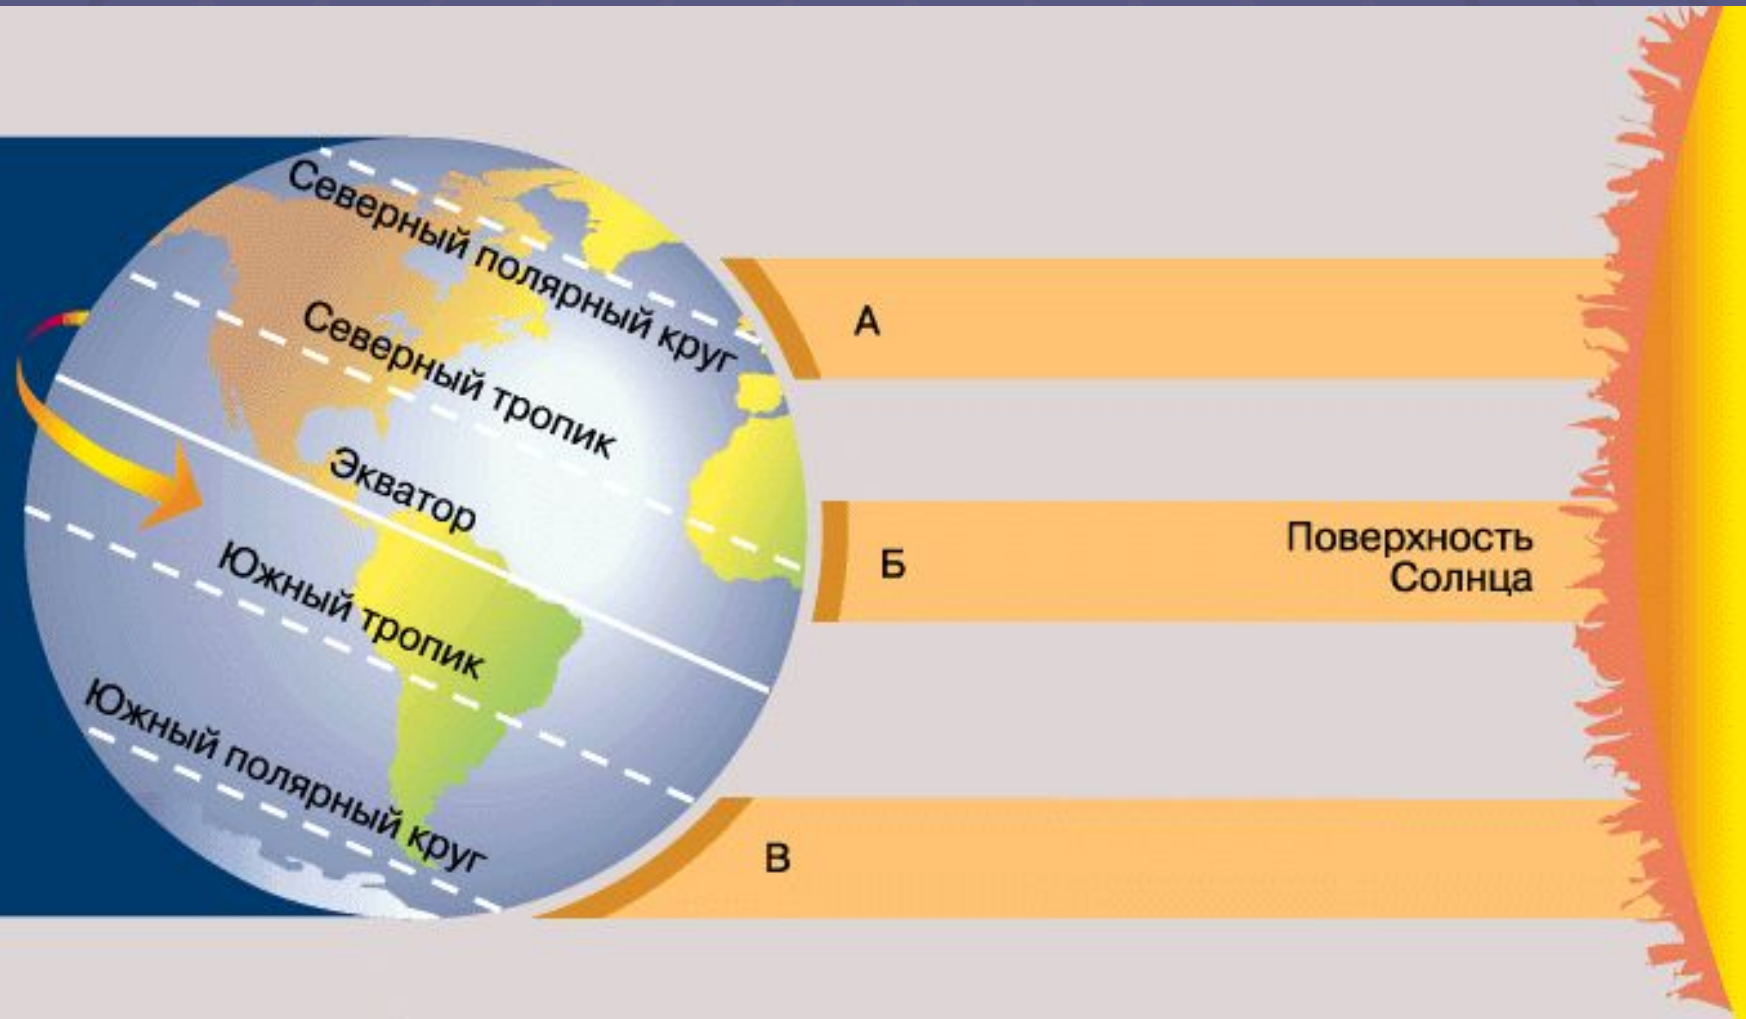 Северный полярный круг
Северный тропик
Экватор
Южный тропик
Южный полярный круг
А
Б
Поверхность
Солнца
В